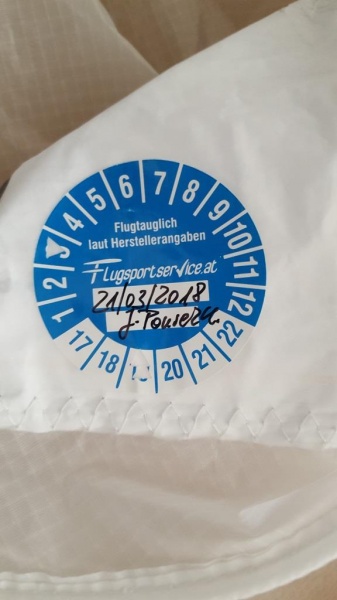 1 2 3 4 5 6 7 8 9 10 11 12
Flugtauglich
laut Herstellerangaben
Flugsportservice.at
21/03/2018
17 18 19 20 21 22